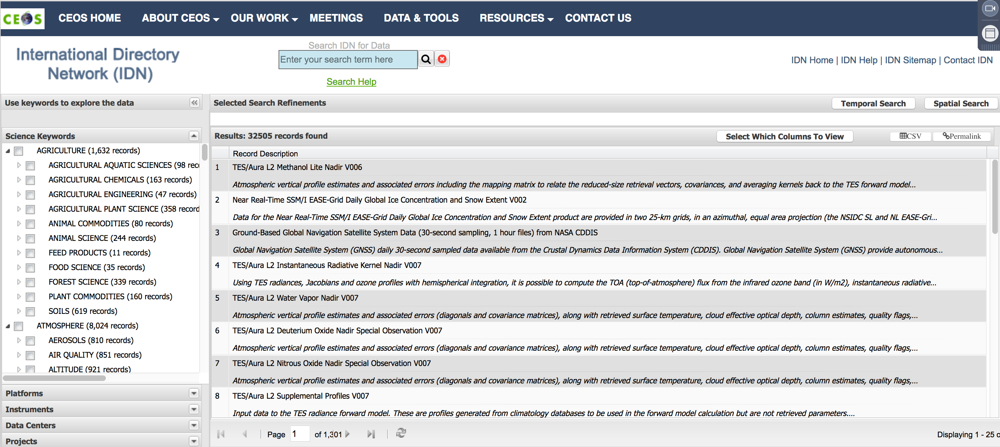 CEOS
CEOS HOME
ABOUT CEOS
OUR WORK
MEETINGS
DATA & TOOLS
RESOURCES
CONTACT US
International Directory
Network (IDN)
Search IDN for Data
Enter your search term here
Search Help
IDN Home | IDN Help | IDN Sitemap | Contact IDN
Use keywords to explore the data
Science Keywords
AGRICULTURE (1,632 records)
AGRICULTURAL AQUATIC SCIENCES (98 rec
AGRICULTURAL CHEMICALS (163 records)
AGRICULTURAL ENGINEERING (47 records)
AGRICULTURAL PLANT SCIENCE (358 record
ANIMAL COMMODITIES (80 records)
ANIMAL SCIENCE (244 records)
FEED PRODUCTS (11 records)
FOOD SCIENCE (35 records)
FOREST SCIENCE (339 records)
PLANT COMMODITIES (160 records)
SOILS (619 records)
ATMOSPHERE (8,024 records)
AEROSOLS (810 records)
AIR QUALITY (851 records)
ALTITUDE (921 records)
Platforms
Instruments
Data Centers
Projects
Selected Search Refinements
Temporal Search
Spatial Search
Results: 32505 records found
Select Which Columns To View
CSV
Permalink
Record Description
1 TES/Aura L2 Methanol Lite Nadir V006
Atmospheric vertical profile estimates and associated errors including the mapping matrix to relate the reduced-size retrieval vectors, covariances, and averaging kernels back to the TES forward model...
2 Near Real-Time SSM/I EASE-Grid Daily Global Ice Concentration and Snow Extent V002
Data for the Near Real-Time SSM/I EASE-Grid Daily Global Ice Concentration and Snow Extent product are provided in two 25-km grids, in an azimuthal, equal area projection (the NSIDC SL and NL EASE-Gri...
3 Ground-Based Global Navigation Satellite System Data (30-second sampling, 1 hour files) from NASA CDDIS
Global Navigation Satellite System (GNSS) daily 30-second sampled data available from the Crustal Dynamics Data Information System (CDDIS). Global Navigation Satellite System (GNSS) provide autonomous...
4 TES/Aura L2 Instantaneous Radiative Kernel Nadir V007
Using TES radiances, Jacobians and ozone profiles with hemispherical integration, it is possible to compute the TOA (top-of-atmosphere) flux from the infrared ozone band (in W/m2), instantaneous radiative...
5 TES/Aura L2 Water Vapor Nadir V007
Atmospheric vertical profile estimates and associated errors (diagonals and covariance matrices), along with retrieved surface temperature, cloud effective optical depth, column estimates, quality flags,...
6 TES/Aura L2 Deuterium Oxide Nadir Special Observation V007
Atmospheric vertical profile estimates and associated errors (diagonals and covariance matrices), along with retrieved surface temperature, cloud effective optical depth, column estimates, quality flags,...
7 TES/Aura L2 Nitrous Oxide Nadir Special Observation V007
Atmospheric vertical profile estimates and associated errors (diagonals and covariance matrices), along with retrieved surface temperature, cloud effective optical depth, column estimates, quality flags,...
8 TES/Aura L2 Supplemental Profiles V007
Input data to the TES radiance forward model. These are profiles generated from climatology databases to be used in the forward model calculation but are not retrieved parameters....
Page 1 of 1,301
Displaying 1 - 25 o